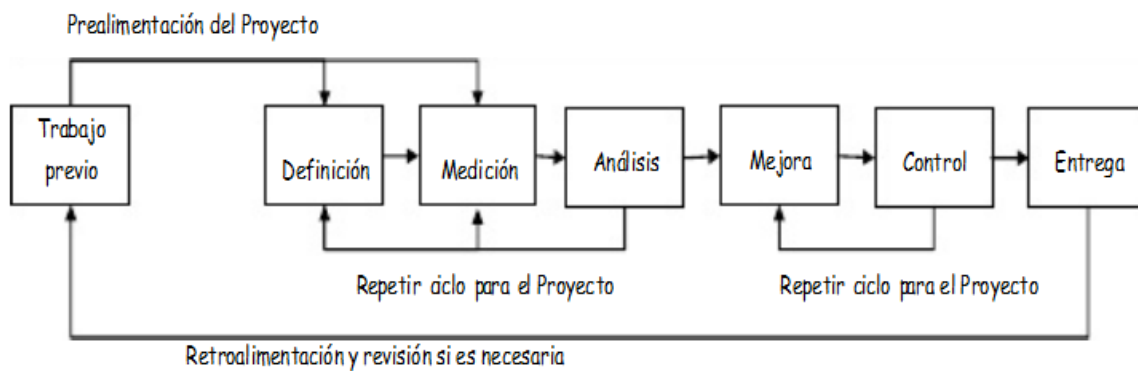 Prealimentación del Proyecto
Trabajo
previo
Definición
Medición
Análisis
Mejora
Control
Entrega
Repetir ciclo para el Proyecto
Repetir ciclo para el Proyecto
Retroalimentación y revisión si es necesaria